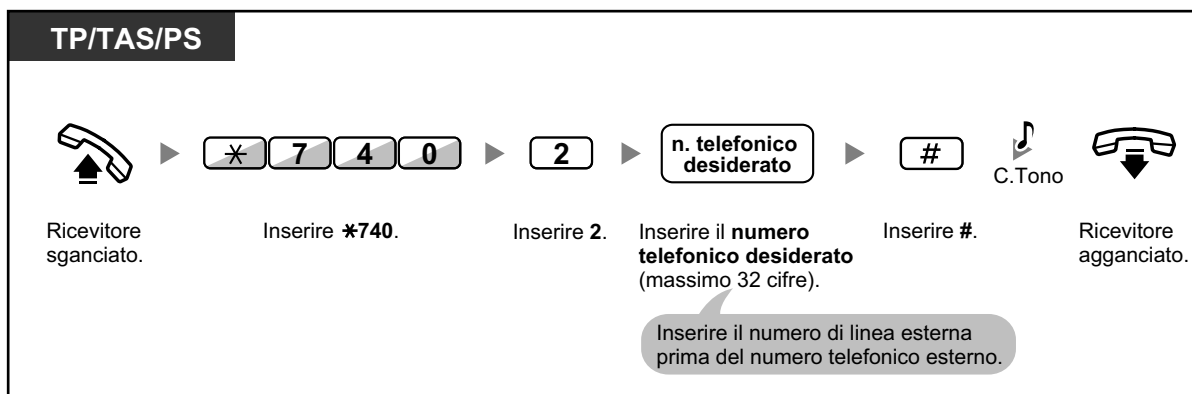 TP/TAS/PS
✳ 7 4 0
2
n. telefonico
desiderato
#
C.Tono
Ricevitore
sganciato.
Inserire ✳740.
Inserire 2.
Inserire il numero
telefonico desiderato
(massimo 32 cifre).
Inserire #.
Ricevitore
agganciato.
Inserire il numero di linea esterna
prima del numero telefonico esterno.